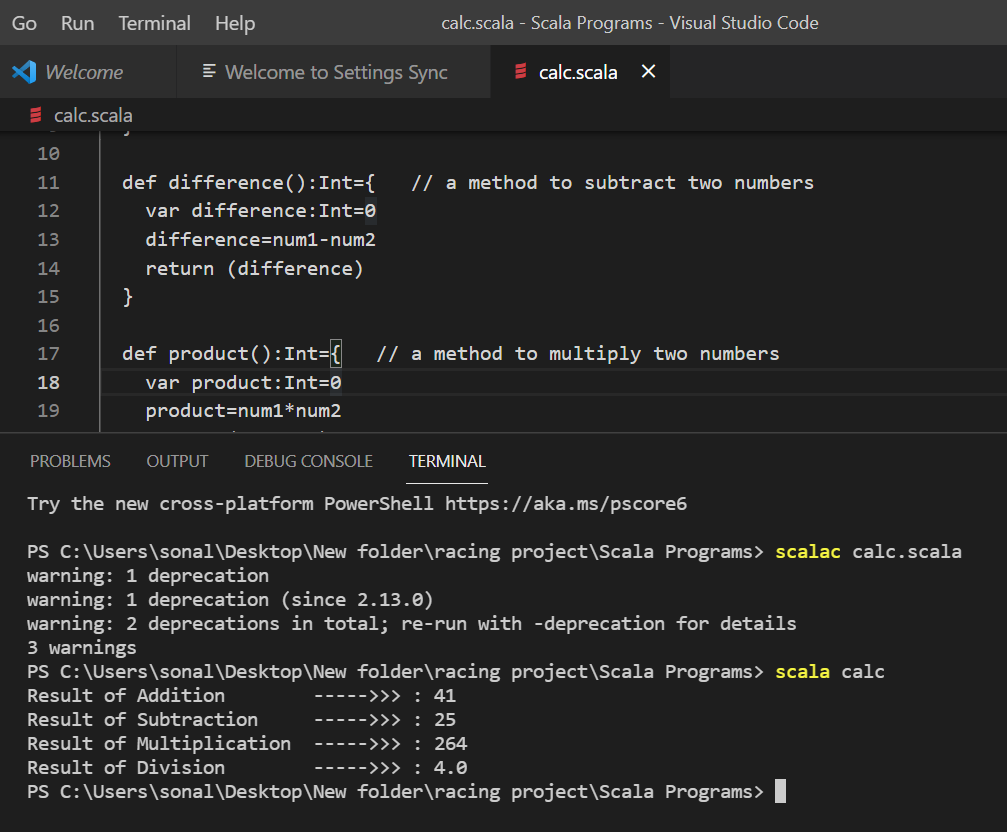 Go Run Terminal Help calc.scala - Scala Programs - Visual Studio Code
Welcome Welcome to Settings Sync calc.scala
calc.scala
10
11 def difference():Int={ // a method to subtract two numbers
12 var difference:Int=0
13 difference=num1-num2
14 return (difference)
15 }
16
17 def product():Int={ // a method to multiply two numbers
18 var product:Int=0
19 product=num1*num2
PROBLEMS OUTPUT DEBUG CONSOLE TERMINAL
Try the new cross-platform PowerShell https://aka.ms/pscore6
PS C:\Users\sonal\Desktop\New folder\racing project\Scala Programs> scalac calc.scala
warning: 1 deprecation
warning: 1 deprecation (since 2.13.0)
warning: 2 deprecations in total; re-run with -deprecation for details
3 warnings
PS C:\Users\sonal\Desktop\New folder\racing project\Scala Programs> scala calc
Result of Addition ----->>> : 41
Result of Subtraction ----->>> : 25
Result of Multiplication ----->>> : 264
Result of Division ----->>> : 4.0
PS C:\Users\sonal\Desktop\New folder\racing project\Scala Programs>